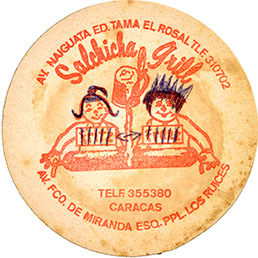 AV. NAIGUATA ED. TAMA EL ROSAL TLE 310702
Salchicha Grill
TELF 355380
CARACAS
AV. FCO. DE MIRANDA ESQ. PPL. LOS RUICES